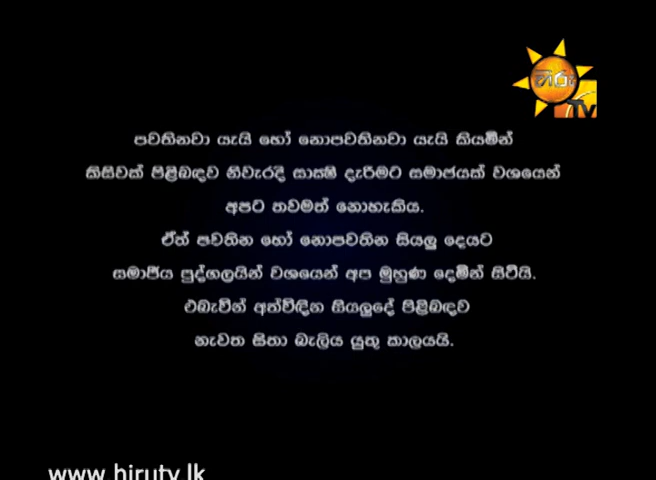 හිරු
TV
පවතිනවා යැයි හෝ නොපවතිනවා යැයි කියමින්
කිසිවක් පිළිබඳව නිවැරදි සාක්ෂි දැරීමට සමාජයක් වශයෙන්
අපට තවමත් නොහැකිය.
ඒත් පවතින හෝ නොපවතින සියලු දෙයට
සමාජීය පුද්ගලයින් වශයෙන් අප මුහුණ දෙමින් සිටියි.
එබැවින් අත්විඳින සියලුදේ පිළිබඳව
නැවත සිතා බැලිය යුතු කාලයයි.
www.hirutv.lk